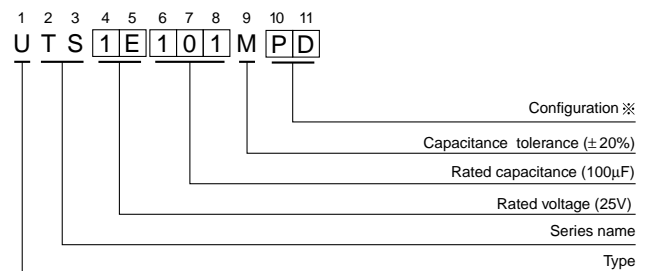 1 2 3 4 5 6 7 8 9 10 11
U T S 1 E 1 0 1 M P D
Configuration ※
Capacitance tolerance (±20%)
Rated capacitance (100μF)
Rated voltage (25V)
Series name
Type